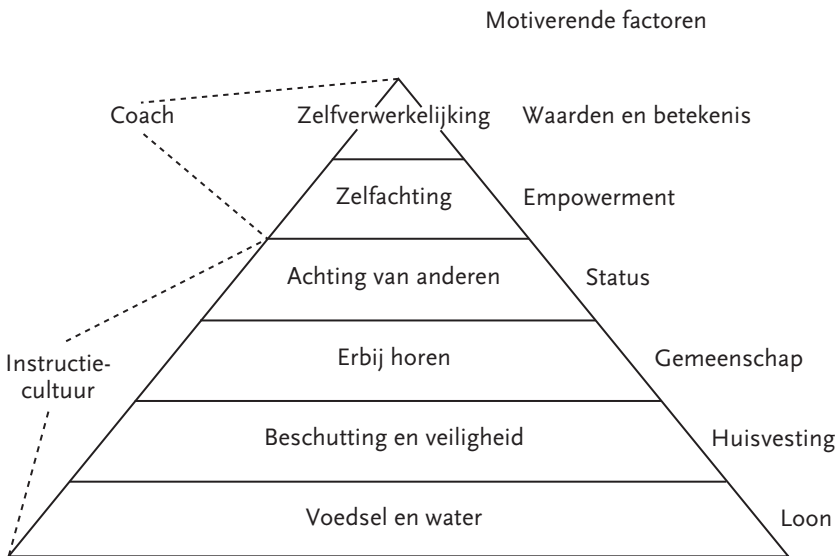 Motiverende factoren
Coach
Zelfverwerkelijking
Waarden en betekenis
Zelfachting
Empowerment
Achting van anderen
Status
Instructie-
cultuur
Erbij horen
Gemeenschap
Beschutting en veiligheid
Huisvesting
Voedsel en water
Loon